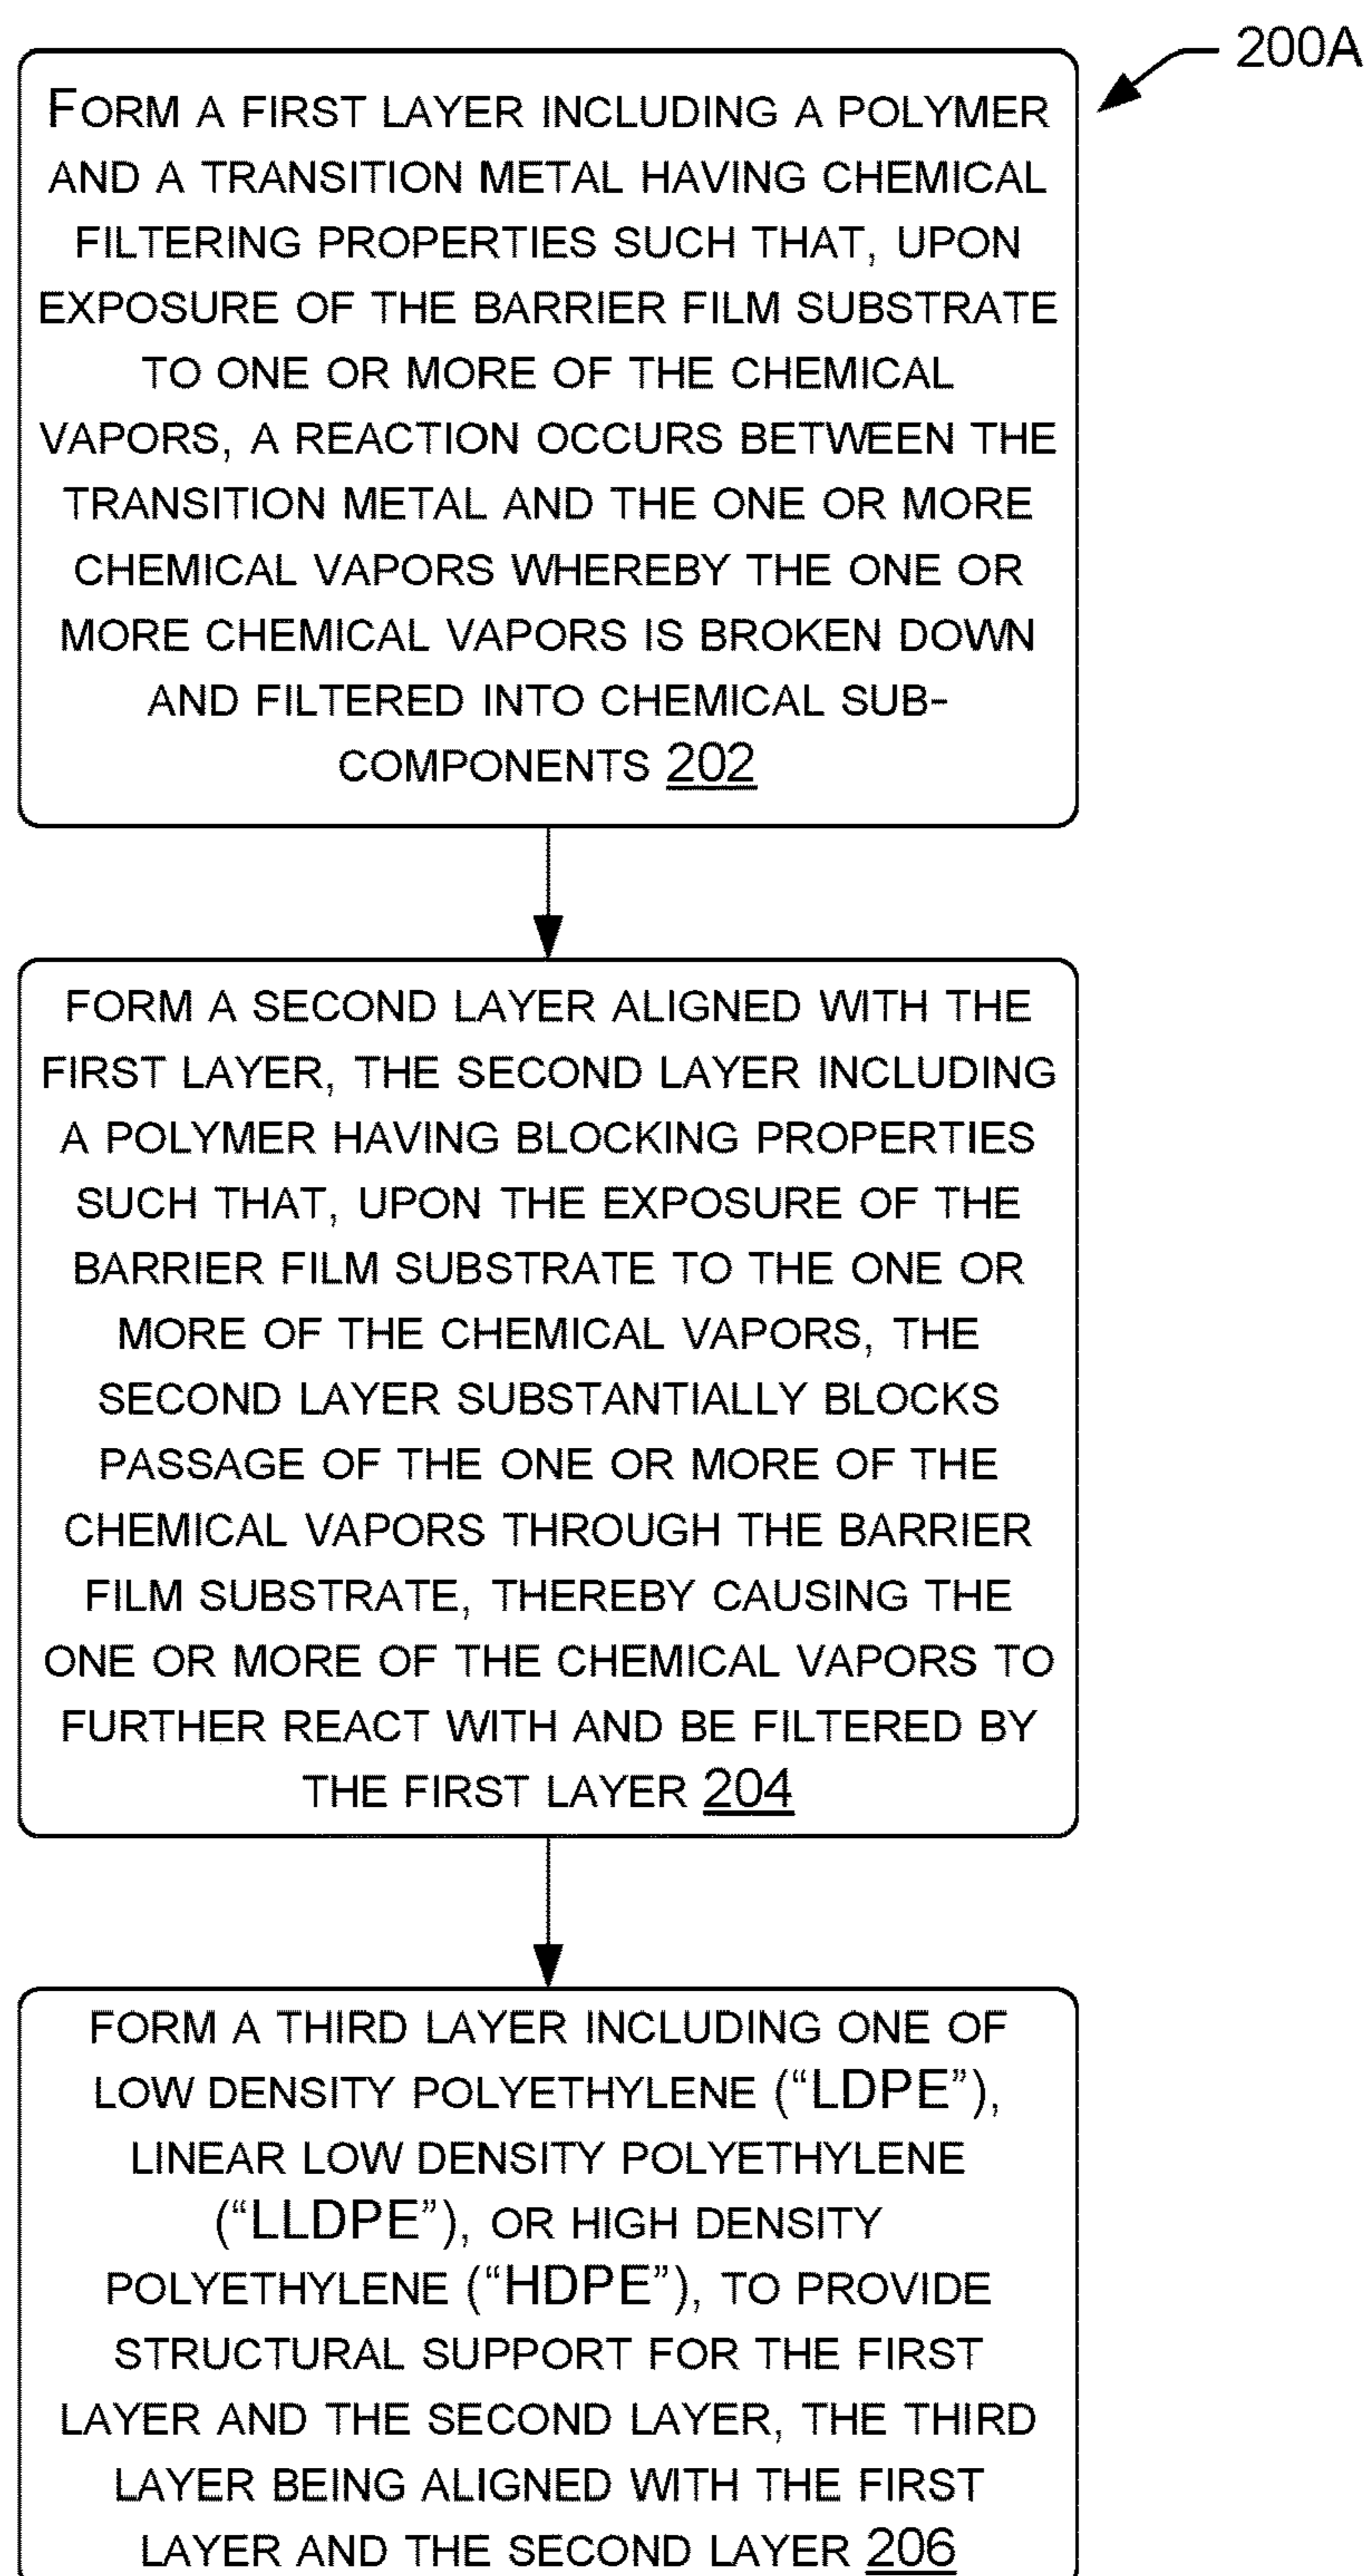 200A
FORM A FIRST LAYER INCLUDING A POLYMER
AND A TRANSITION METAL HAVING CHEMICAL
FILTERING PROPERTIES SUCH THAT, UPON
EXPOSURE OF THE BARRIER FILM SUBSTRATE
TO ONE OR MORE OF THE CHEMICAL
VAPORS, A REACTION OCCURS BETWEEN THE
TRANSITION METAL AND THE ONE OR MORE
CHEMICAL VAPORS WHEREBY THE ONE OR
MORE CHEMICAL VAPORS IS BROKEN DOWN
AND FILTERED INTO CHEMICAL SUB-
COMPONENTS 202
FORM A SECOND LAYER ALIGNED WITH THE
FIRST LAYER, THE SECOND LAYER INCLUDING
A POLYMER HAVING BLOCKING PROPERTIES
SUCH THAT, UPON THE EXPOSURE OF THE
BARRIER FILM SUBSTRATE TO THE ONE OR
MORE OF THE CHEMICAL VAPORS, THE
SECOND LAYER SUBSTANTIALLY BLOCKS
PASSAGE OF THE ONE OR MORE OF THE
CHEMICAL VAPORS THROUGH THE BARRIER
FILM SUBSTRATE, THEREBY CAUSING THE
ONE OR MORE OF THE CHEMICAL VAPORS TO
FURTHER REACT WITH AND BE FILTERED BY
THE FIRST LAYER 204
FORM A THIRD LAYER INCLUDING ONE OF
LOW DENSITY POLYETHYLENE (“LDPE”),
LINEAR LOW DENSITY POLYETHYLENE
(“LLDPE”), OR HIGH DENSITY
POLYETHYLENE (“HDPE”), TO PROVIDE
STRUCTURAL SUPPORT FOR THE FIRST
LAYER AND THE SECOND LAYER, THE THIRD
LAYER BEING ALIGNED WITH THE FIRST
LAYER AND THE SECOND LAYER 206